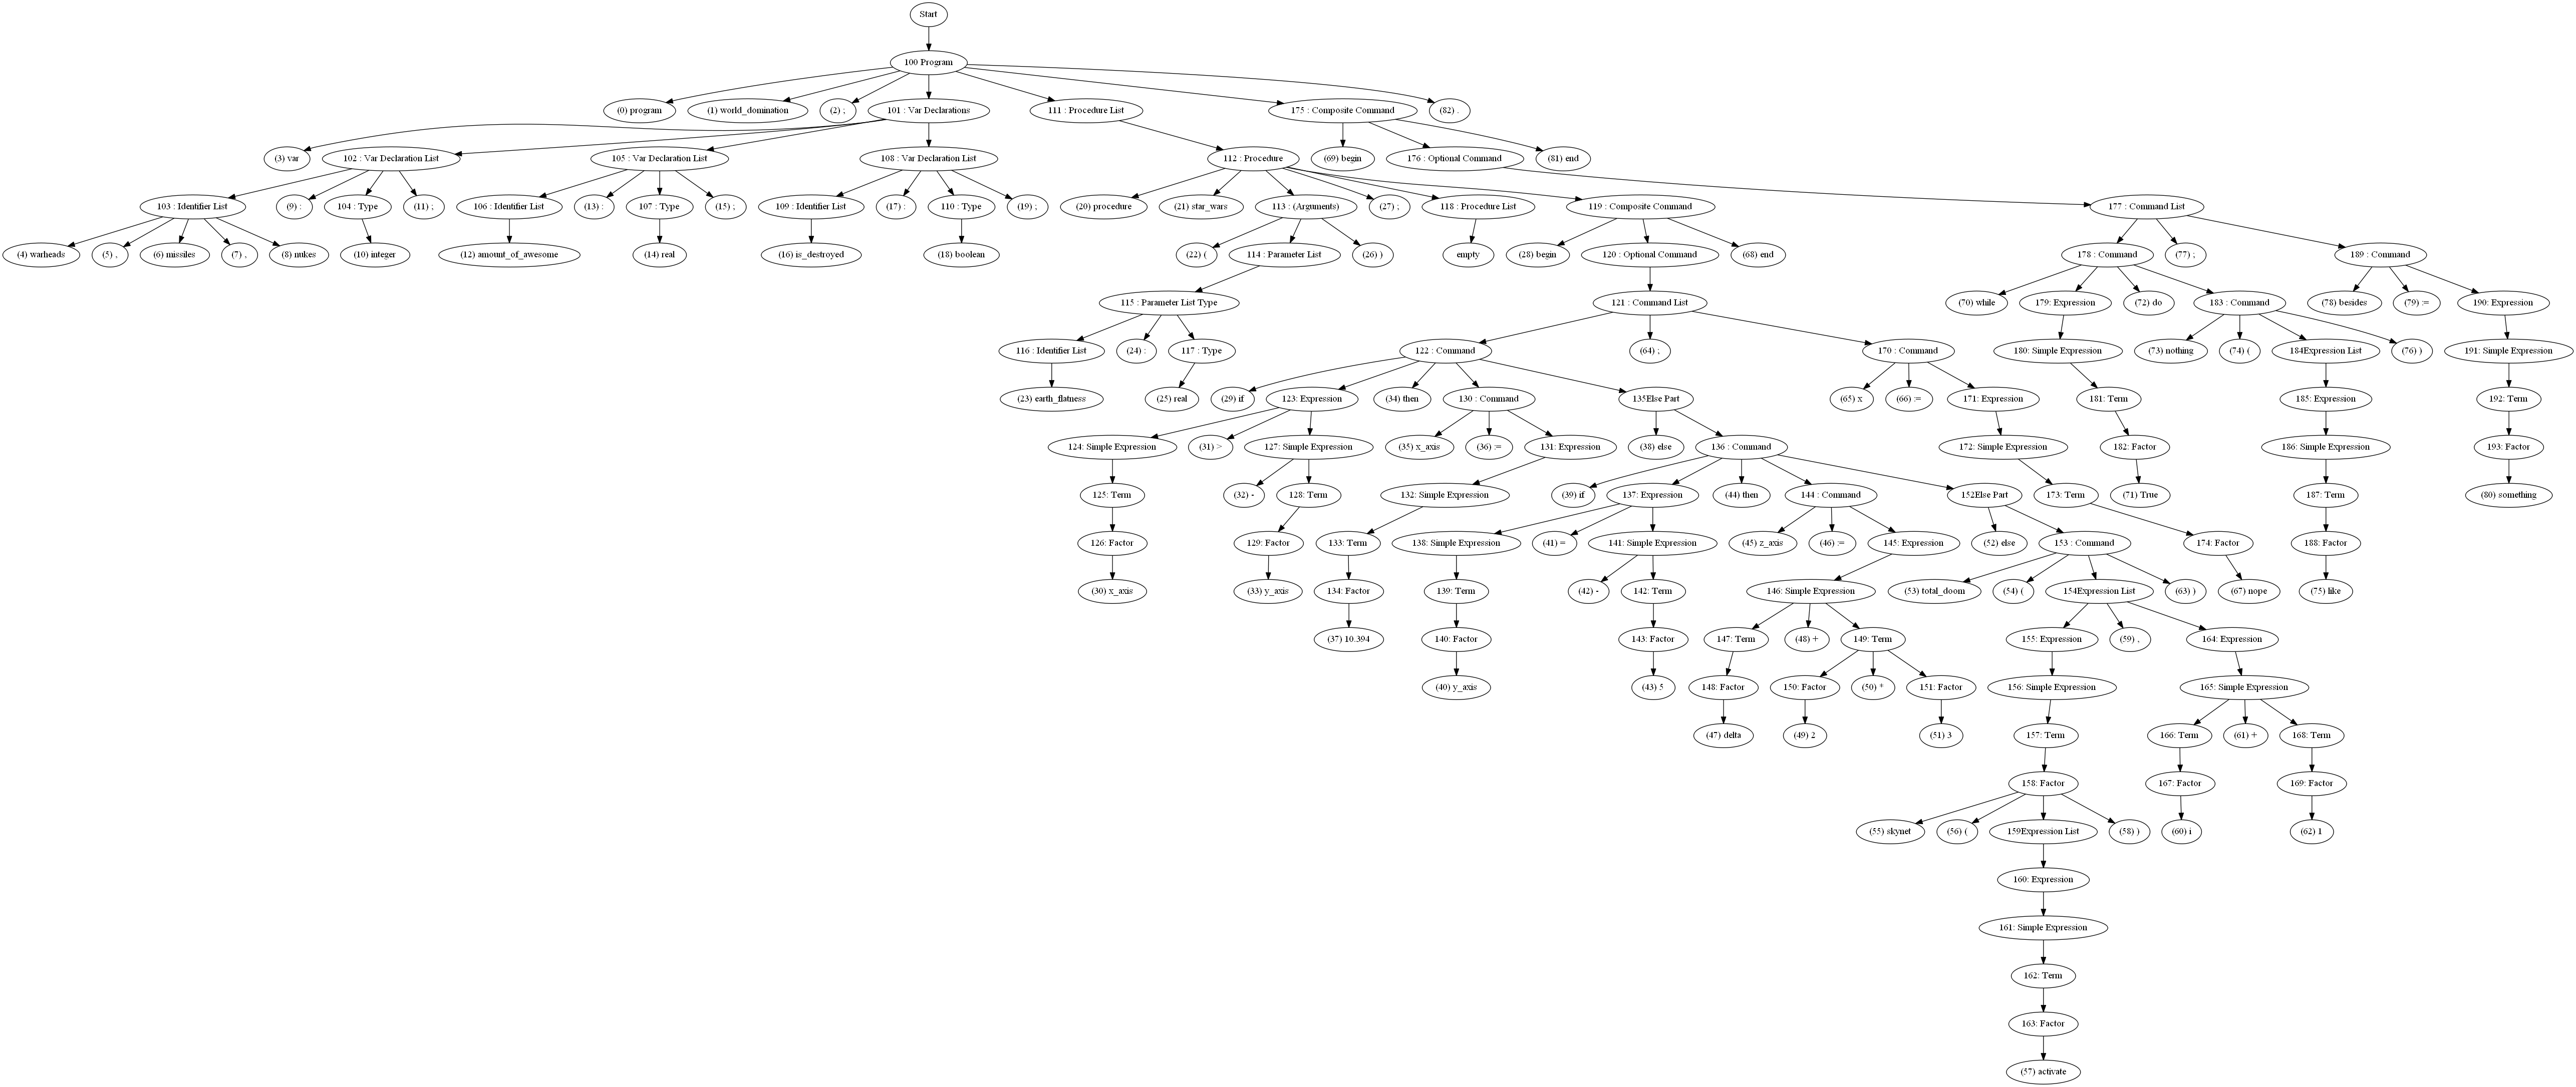 Start
100 Program
(0) program
(1) world_domination
(2) ;
101 : Var Declarations
111 : Procedure List
175 : Composite Command
(82) .
(3) var
102 : Var Declaration List
105 : Var Declaration List
108 : Var Declaration List
112 : Procedure
(69) begin
176 : Optional Command
(81) end
103 : Identifier List
(9) :
104 : Type
(11) ;
106 : Identifier List
(13) :
107 : Type
(15) ;
109 : Identifier List
(17) :
110 : Type
(19) ;
(20) procedure
(21) star_wars
113 : (Arguments)
(27) ;
118 : Procedure List
119 : Composite Command
177 : Command List
(4) warheads
(5) ,
(6) missiles
(7) ,
(8) nukes
(10) integer
(12) amount_of_awesome
(14) real
(16) is_destroyed
(18) boolean
(22) (
114 : Parameter List
(26) )
empty
(28) begin
120 : Optional Command
(68) end
178 : Command
(77) ;
189 : Command
115 : Parameter List Type
121 : Command List
(70) while
179: Expression
(72) do
183 : Command
(78) besides
(79) :=
190: Expression
116 : Identifier List
(24) :
117 : Type
122 : Command
(64) ;
170 : Command
180: Simple Expression
(73) nothing
(74) (
184Expression List
(76) )
191: Simple Expression
(23) earth_flatness
(25) real
(29) if
123: Expression
(34) then
130 : Command
135Else Part
(65) x
(66) :=
171: Expression
181: Term
185: Expression
192: Term
124: Simple Expression
(31) >
127: Simple Expression
(35) x_axis
(36) :=
131: Expression
(38) else
136 : Command
172: Simple Expression
182: Factor
186: Simple Expression
193: Factor
125: Term
(32) -
128: Term
132: Simple Expression
(39) if
137: Expression
(44) then
144 : Command
152Else Part
173: Term
(71) True
187: Term
(80) something
126: Factor
129: Factor
133: Term
138: Simple Expression
(41) =
141: Simple Expression
(45) z_axis
(46) :=
145: Expression
(52) else
153 : Command
174: Factor
188: Factor
(30) x_axis
(33) y_axis
134: Factor
139: Term
(42) -
142: Term
146: Simple Expression
(53) total_doom
(54) (
154Expression List
(63) )
(67) nope
(75) like
(37) 10.394
140: Factor
143: Factor
147: Term
(48) +
149: Term
155: Expression
(59) ,
164: Expression
(40) y_axis
(43) 5
148: Factor
150: Factor
(50) *
151: Factor
156: Simple Expression
165: Simple Expression
(47) delta
(49) 2
(51) 3
157: Term
166: Term
(61) +
168: Term
158: Factor
167: Factor
169: Factor
(55) skynet
(56) (
159Expression List
(58) )
(60) i
(62) 1
160: Expression
161: Simple Expression
162: Term
163: Factor
(57) activate